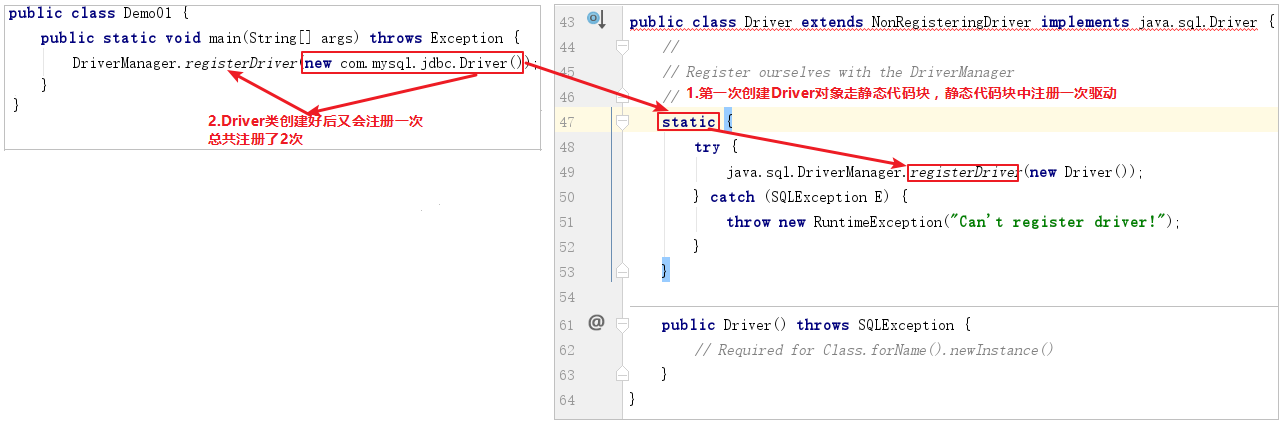 public class Demo01 {
public static void main(String[] args) throws Exception {
DriverManager.registerDriver(new com.mysql.jdbc.Driver());
}
}
2.Driver类创建好后又会注册一次
总共注册了2次
43 public class Driver extends NonRegisteringDriver implements java.sql.Driver {
44 //
45 // Register ourselves with the DriverManager
46 // 1.第一次创建Driver对象走静态代码块，静态代码块中注册一次驱动
47 static {
48 try {
49 java.sql.DriverManager.registerDriver(new Driver());
50 } catch (SQLException E) {
51 throw new RuntimeException("Can't register driver!");
52 }
53 }
54
61 @ public Driver() throws SQLException {
62 // Required for Class.forName().newInstance()
63 }
64 }